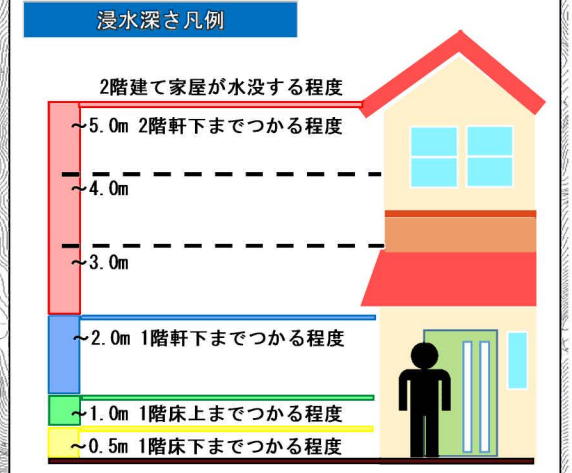 浸水深さ凡例
2階建て家屋が水没する程度
～5.0m 2階軒下までつかる程度
～4.0m
～3.0m
～2.0m 1階軒下までつかる程度
～1.0m 1階床上までつかる程度
～0.5m 1階床下までつかる程度